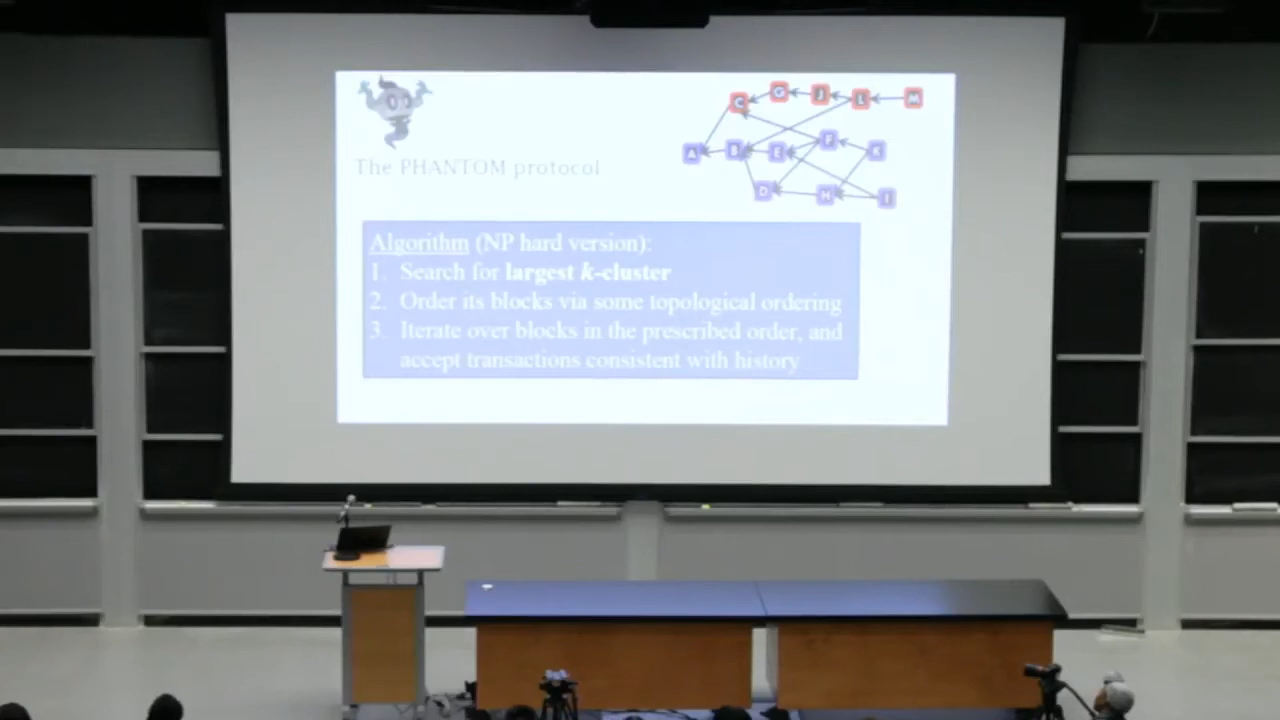 C G J L M
F
A B E K
D H I
The PHANTOM protocol
Algorithm (NP hard version):
1. Search for largest k-cluster
2. Order its blocks via some topological ordering
3. Iterate over blocks in the prescribed order, and
accept transactions consistent with history